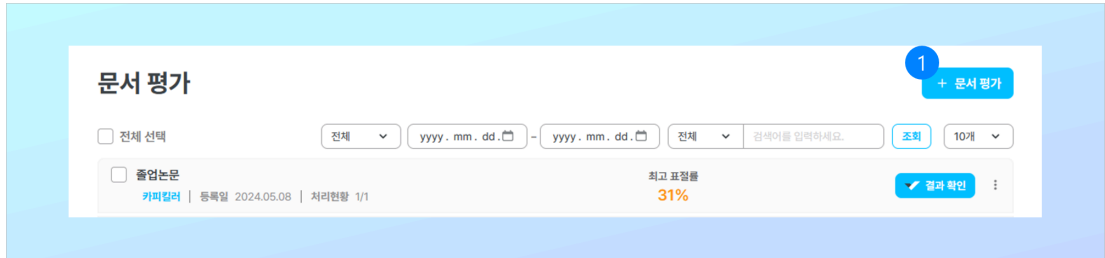 1
문서 평가
+ 문서 평가
전체 선택 전체 yyyy. mm. dd. - yyyy. mm. dd. 전체 검색어를 입력하세요. 조회 10개
졸업논문 최고 표절률
카피킬러 | 등록일 2024.05.08 | 처리현황 1/1 31% 결과 확인